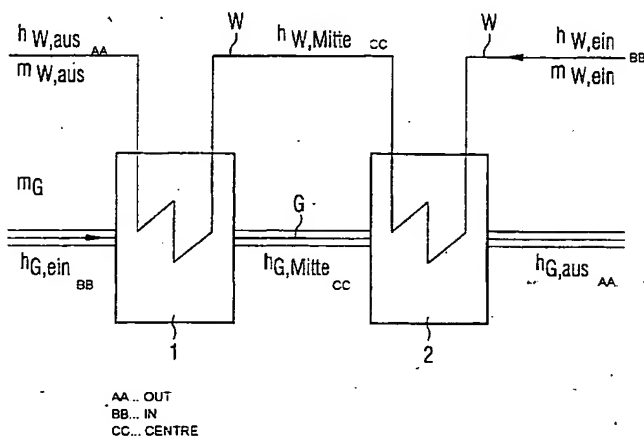 h W,aus AA
m W,aus
W
h W,Mitte CC
W
h W,ein BB
m W,ein
m G
G
h G,ein BB
h G,Mitte CC
h G,aus AA
1
2
AA... OUT
BB... IN
CC... CENTRE